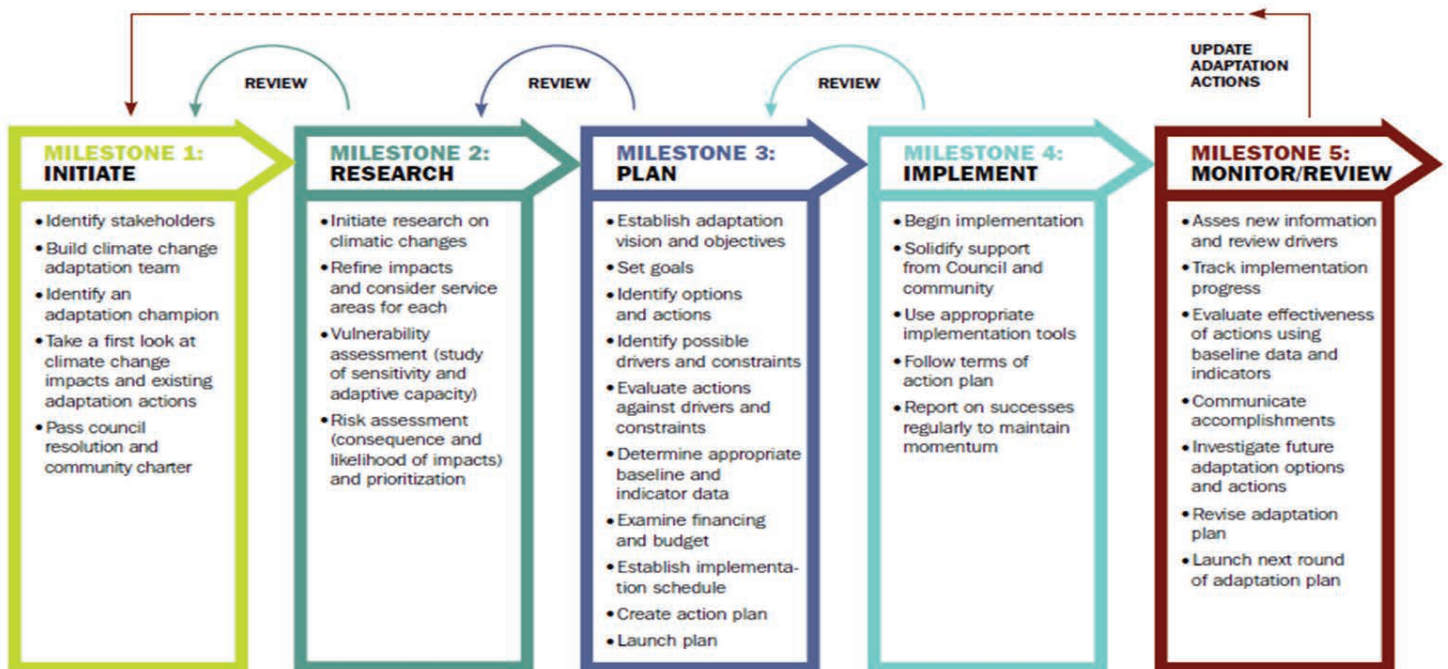 UPDATE
ADAPTATION
ACTIONS
REVIEW
REVIEW
REVIEW
MILESTONE 1:
INITIATE
• Identify stakeholders
• Build climate change
adaptation team
• Identify an
adaptation champion
• Take a first look at
climate change
impacts and existing
adaptation actions
• Pass council
resolution and
community charter
MILESTONE 2:
RESEARCH
• Initiate research on
climatic changes
• Refine impacts
and consider service
areas for each
• Vulnerability
assessment (study
of sensitivity and
adaptive capacity)
• Risk assessment
(consequence and
likelihood of impacts)
and prioritization
MILESTONE 3:
PLAN
• Establish adaptation
vision and objectives
• Set goals
• Identify options
and actions
• Identify possible
drivers and constraints
• Evaluate actions
against drivers and
constraints
• Determine appropriate
baseline and
indicator data
• Examine financing
and budget
• Establish implementa-
tion schedule
• Create action plan
• Launch plan
MILESTONE 4:
IMPLEMENT
• Begin implementation
• Solidify support
from Council and
community
• Use appropriate
implementation tools
• Follow terms of
action plan
• Report on successes
regularly to maintain
momentum
MILESTONE 5:
MONITOR/REVIEW
• Asses new information
and review drivers
• Track implementation
progress
• Evaluate effectiveness
of actions using
baseline data and
indicators
• Communicate
accomplishments
• Investigate future
adaptation options
and actions
• Revise adaptation
plan
• Launch next round
of adaptation plan